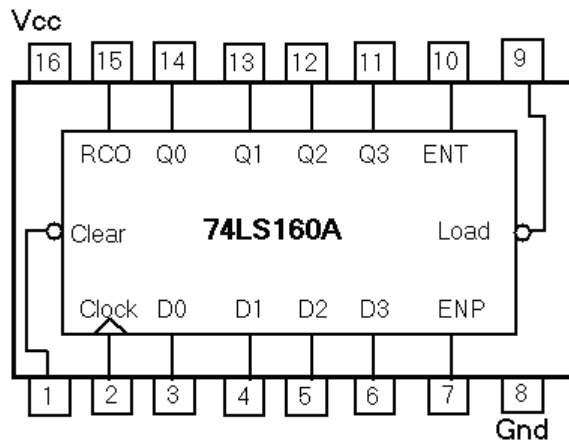 Vcc
16 15 14 13 12 11 10 9
RCO Q0 Q1 Q2 Q3 ENT
Clear 74LS160A Load
Clock D0 D1 D2 D3 ENP
1 2 3 4 5 6 7 8
Gnd